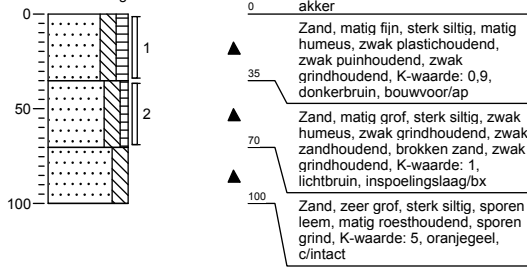 0
50
100
1
2
0
akker
Zand, matig fijn, sterk siltig, matig
humeus, zwak plastichoudend,
zwak puinhoudend, zwak
grindhoudend, K-waarde: 0,9,
donkerbruin, bouwvoor/ap
35
Zand, matig grof, sterk siltig, zwak
humeus, zwak grindhoudend, zwak
zandhoudend, brokken zand, zwak
grindhoudend, K-waarde: 1,
lichtbruin, inspoelingslaag/bx
70
Zand, zeer grof, sterk siltig, sporen
leem, matig roesthoudend, sporen
grind, K-waarde: 5, oranjegeel,
c/intact
100